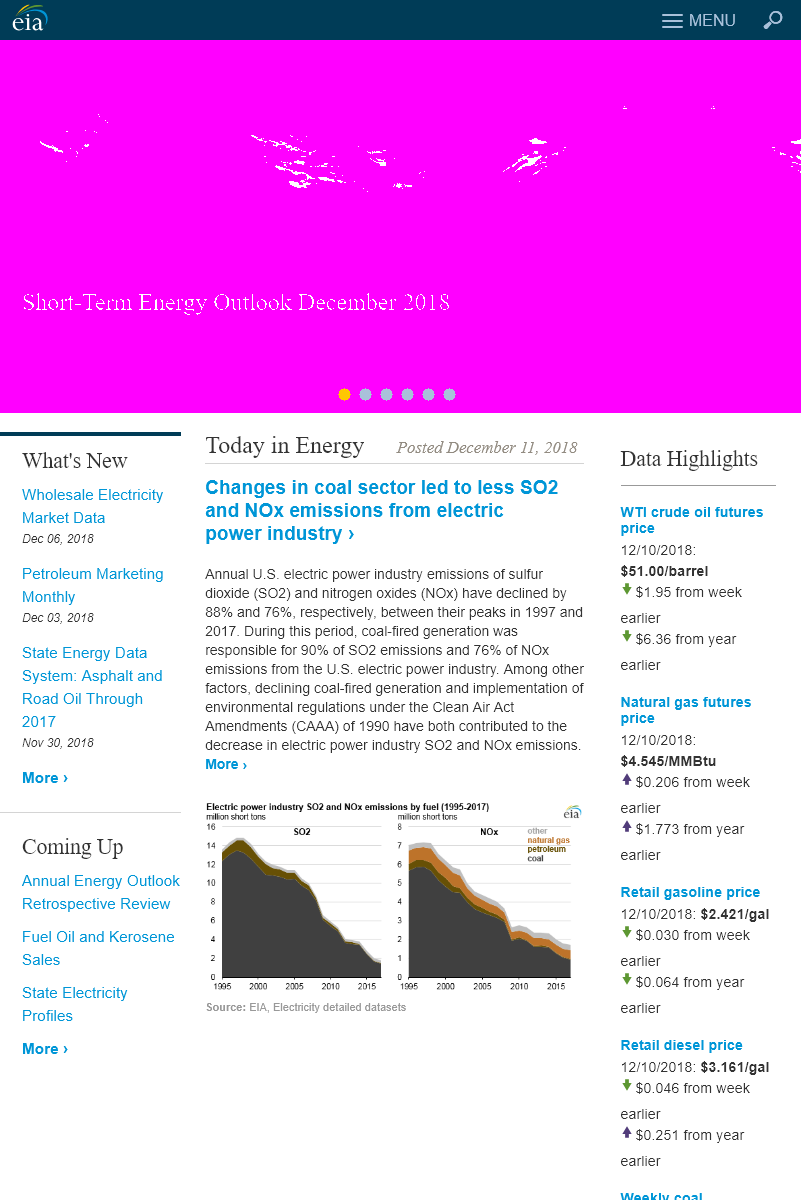 eia
MENU
Short-Term Energy Outlook December 2018
What's New
Wholesale Electricity
Market Data
Dec 06, 2018
Petroleum Marketing
Monthly
Dec 03, 2018
State Energy Data
System: Asphalt and
Road Oil Through
2017
Nov 30, 2018
More ›
Coming Up
Annual Energy Outlook
Retrospective Review
Fuel Oil and Kerosene
Sales
State Electricity
Profiles
More ›
Today in Energy
Posted December 11, 2018
Changes in coal sector led to less SO2
and NOx emissions from electric
power industry ›
Annual U.S. electric power industry emissions of sulfur
dioxide (SO2) and nitrogen oxides (NOx) have declined by
88% and 76%, respectively, between their peaks in 1997 and
2017. During this period, coal-fired generation was
responsible for 90% of SO2 emissions and 76% of NOx
emissions from the U.S. electric power industry. Among other
factors, declining coal-fired generation and implementation of
environmental regulations under the Clean Air Act
Amendments (CAAA) of 1990 have both contributed to the
decrease in electric power industry SO2 and NOx emissions.
More ›
Electric power industry SO2 and NOx emissions by fuel (1995-2017)
million short tons
16
14
12
10
8
6
4
2
0
SO2
1995 2000 2005 2010 2015
million short tons
8
7
6
5
4
3
2
1
0
NOx
other
natural gas
petroleum
coal
1995 2000 2005 2010 2015
eia
Source: EIA, Electricity detailed datasets
Data Highlights
WTI crude oil futures
price
12/10/2018:
$51.00/barrel
$1.95 from week
earlier
$6.36 from year
earlier
Natural gas futures
price
12/10/2018:
$4.545/MMBtu
$0.206 from week
earlier
$1.773 from year
earlier
Retail gasoline price
12/10/2018: $2.421/gal
$0.030 from week
earlier
$0.064 from year
earlier
Retail diesel price
12/10/2018: $3.161/gal
$0.046 from week
earlier
$0.251 from year
earlier
Weekly coal